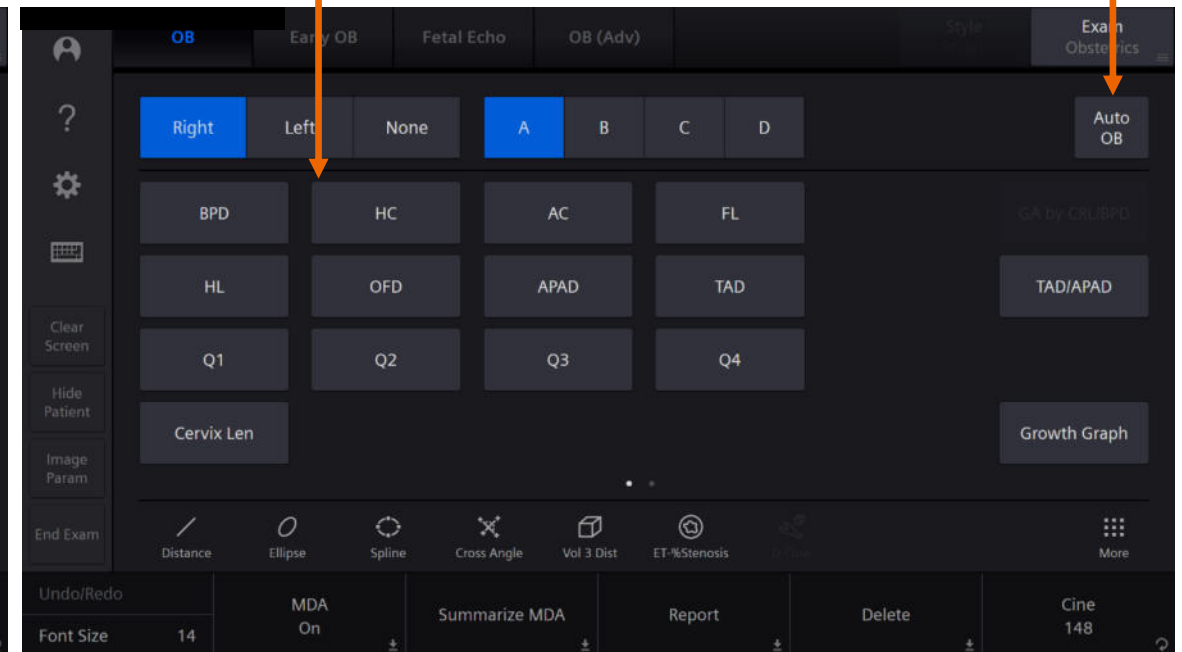 OB Early OB Fetal Echo OB (Adv) Style Exam
Obstetrics
Right Left None A B C D Auto
OB
BPD HC AC FL GA by CRL/BPD
HL OFD APAD TAD TAD/APAD
Clear
Screen
Q1 Q2 Q3 Q4
Hide
Patient
Cervix Len Growth Graph
Image
Param
End Exam
Distance Ellipse Spline Cross Angle Vol 3 Dist ET-%Stenosis More
Undo/Redo
Font Size 14
MDA
On
Summarize MDA
Report
Delete
Cine
148